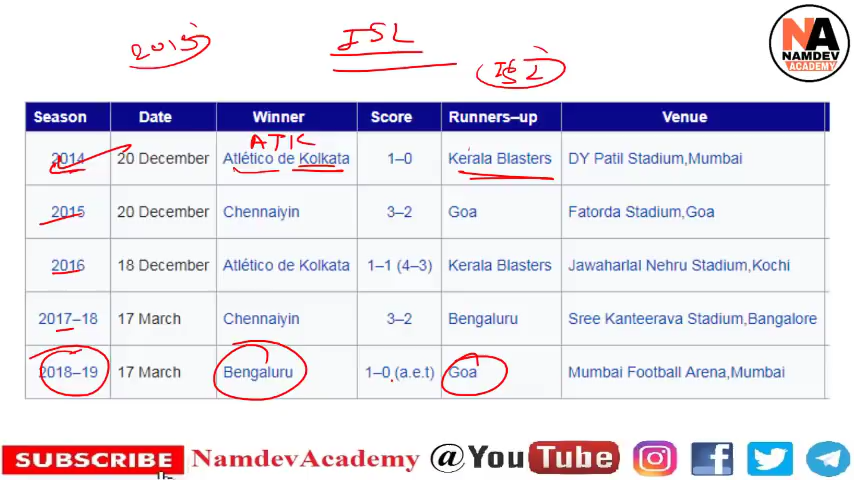 2015
ISL
ISL
NA
NAMDEV
ACADEMY
Season Date Winner Score Runners–up Venue
ATK
2014 20 December Atlético de Kolkata 1–0 Kerala Blasters DY Patil Stadium,Mumbai
2015 20 December Chennaiyin 3–2 Goa Fatorda Stadium,Goa
2016 18 December Atlético de Kolkata 1–1 (4–3) Kerala Blasters Jawaharlal Nehru Stadium,Kochi
2017–18 17 March Chennaiyin 3–2 Bengaluru Sree Kanteerava Stadium,Bangalore
2018–19 17 March Bengaluru 1–0 (a.e.t) Goa Mumbai Football Arena,Mumbai
SUBSCRIBE NamdevAcademy @YouTube